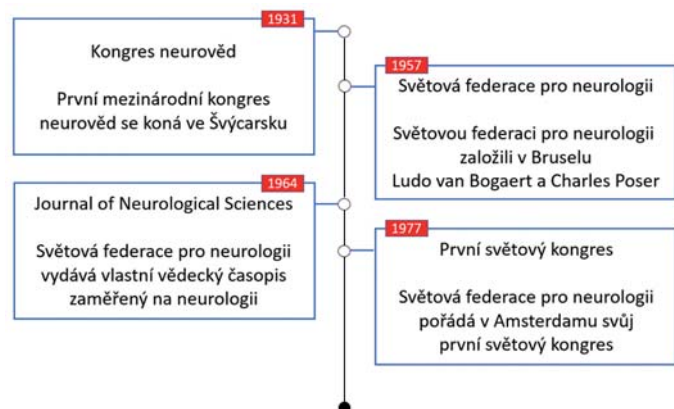 1931
Kongres neurověd
První mezinárodní kongres
neurověd se koná ve Švýcarsku
1957
Světová federace pro neurologii
Světovou federaci pro neurologii
založili v Bruselu
Ludo van Bogaert a Charles Poser
1964
Journal of Neurological Sciences
Světová federace pro neurologii
vydává vlastní vědecký časopis
zaměřený na neurologii
1977
První světový kongres
Světová federace pro neurologii
pořádá v Amsterdamu svůj
první světový kongres